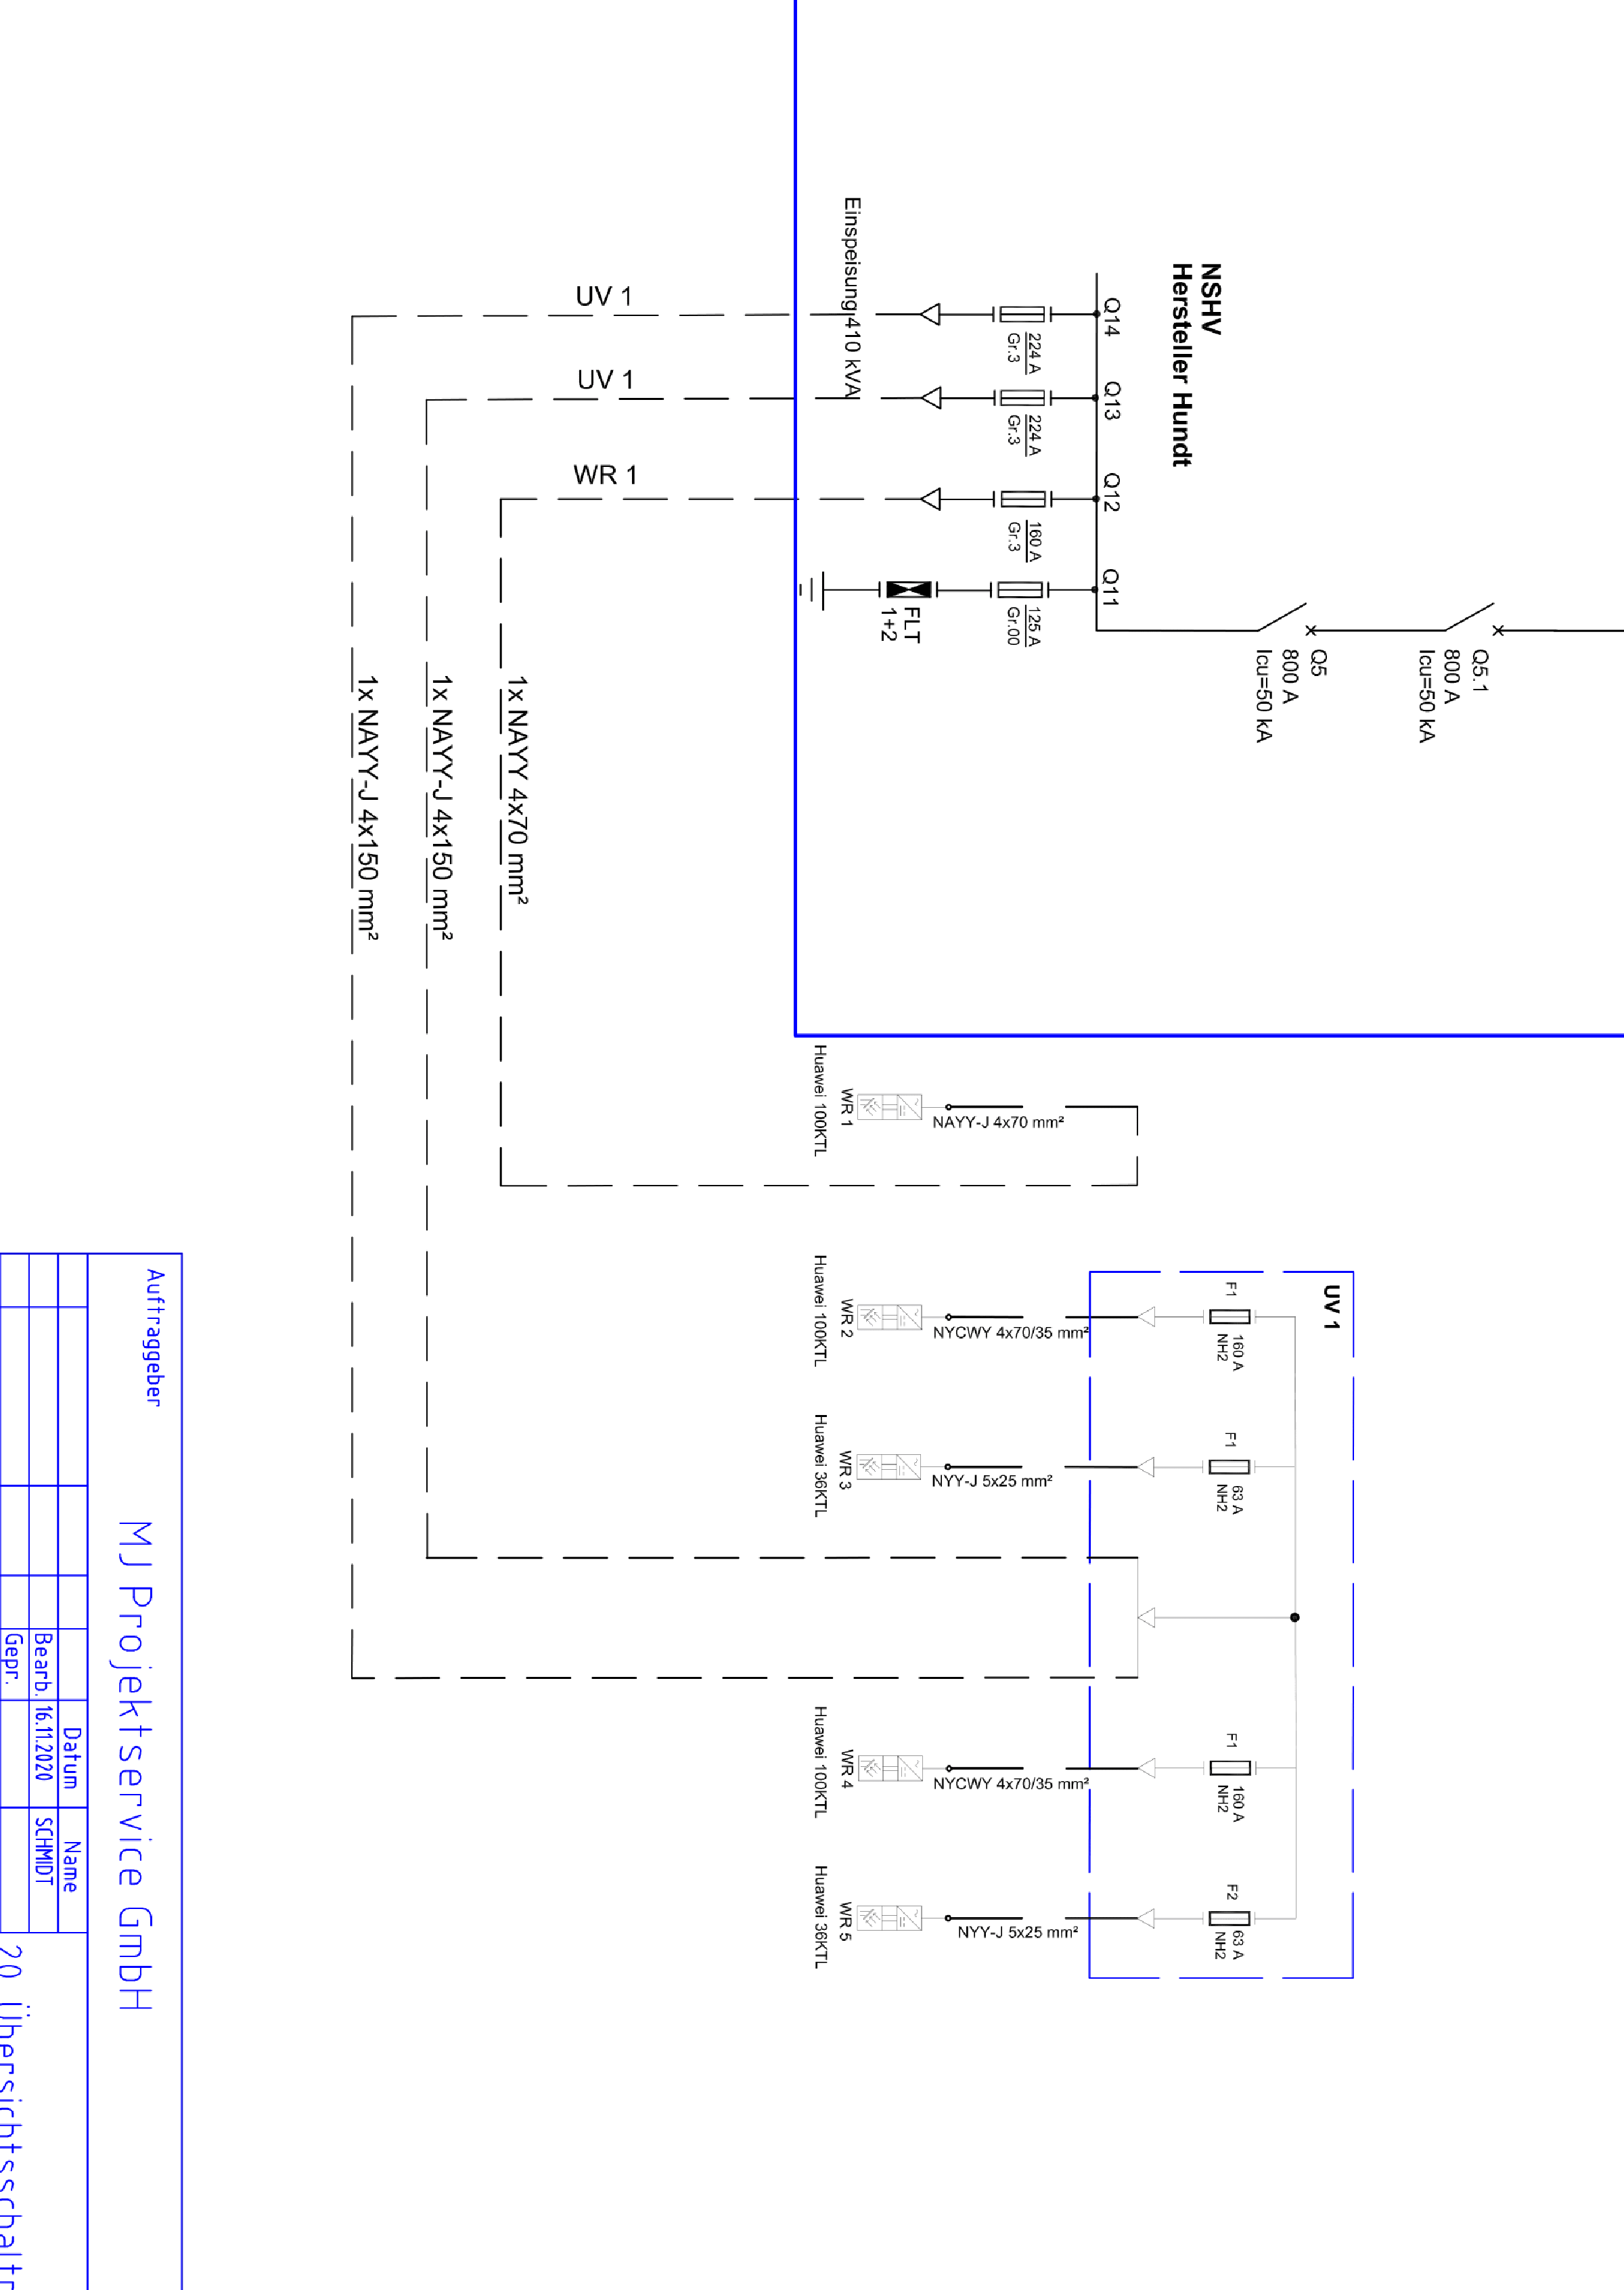 NSHV
Hersteller Hundt
Q5.1
800 A
Icu=50 kA
Q5
800 A
Icu=50 kA
Q14
Q13
Q12
Q11
224 A
Gr.3
224 A
Gr.3
160 A
Gr.3
125 A
Gr.00
FLT
1+2
Einspeisung 410 kVA
UV 1
UV 1
WR 1
1x NAYY 4x70 mm²
1x NAYY-J 4x150 mm²
1x NAYY-J 4x150 mm²
NAYY-J 4x70 mm²
WR 1
Huawei 100KTL
UV 1
F1
160 A
NH2
F1
63 A
NH2
F1
160 A
NH2
F2
63 A
NH2
NYCWY 4x70/35 mm²
NYY-J 5x25 mm²
NYCWY 4x70/35 mm²
NYY-J 5x25 mm²
WR 2
Huawei 100KTL
WR 3
Huawei 36KTL
WR 4
Huawei 100KTL
WR 5
Huawei 36KTL
Auftraggeber
MJ Projektservice GmbH
Datum Name
Bearb. 16.11.2020 SCHMIDT
Gepr.
20